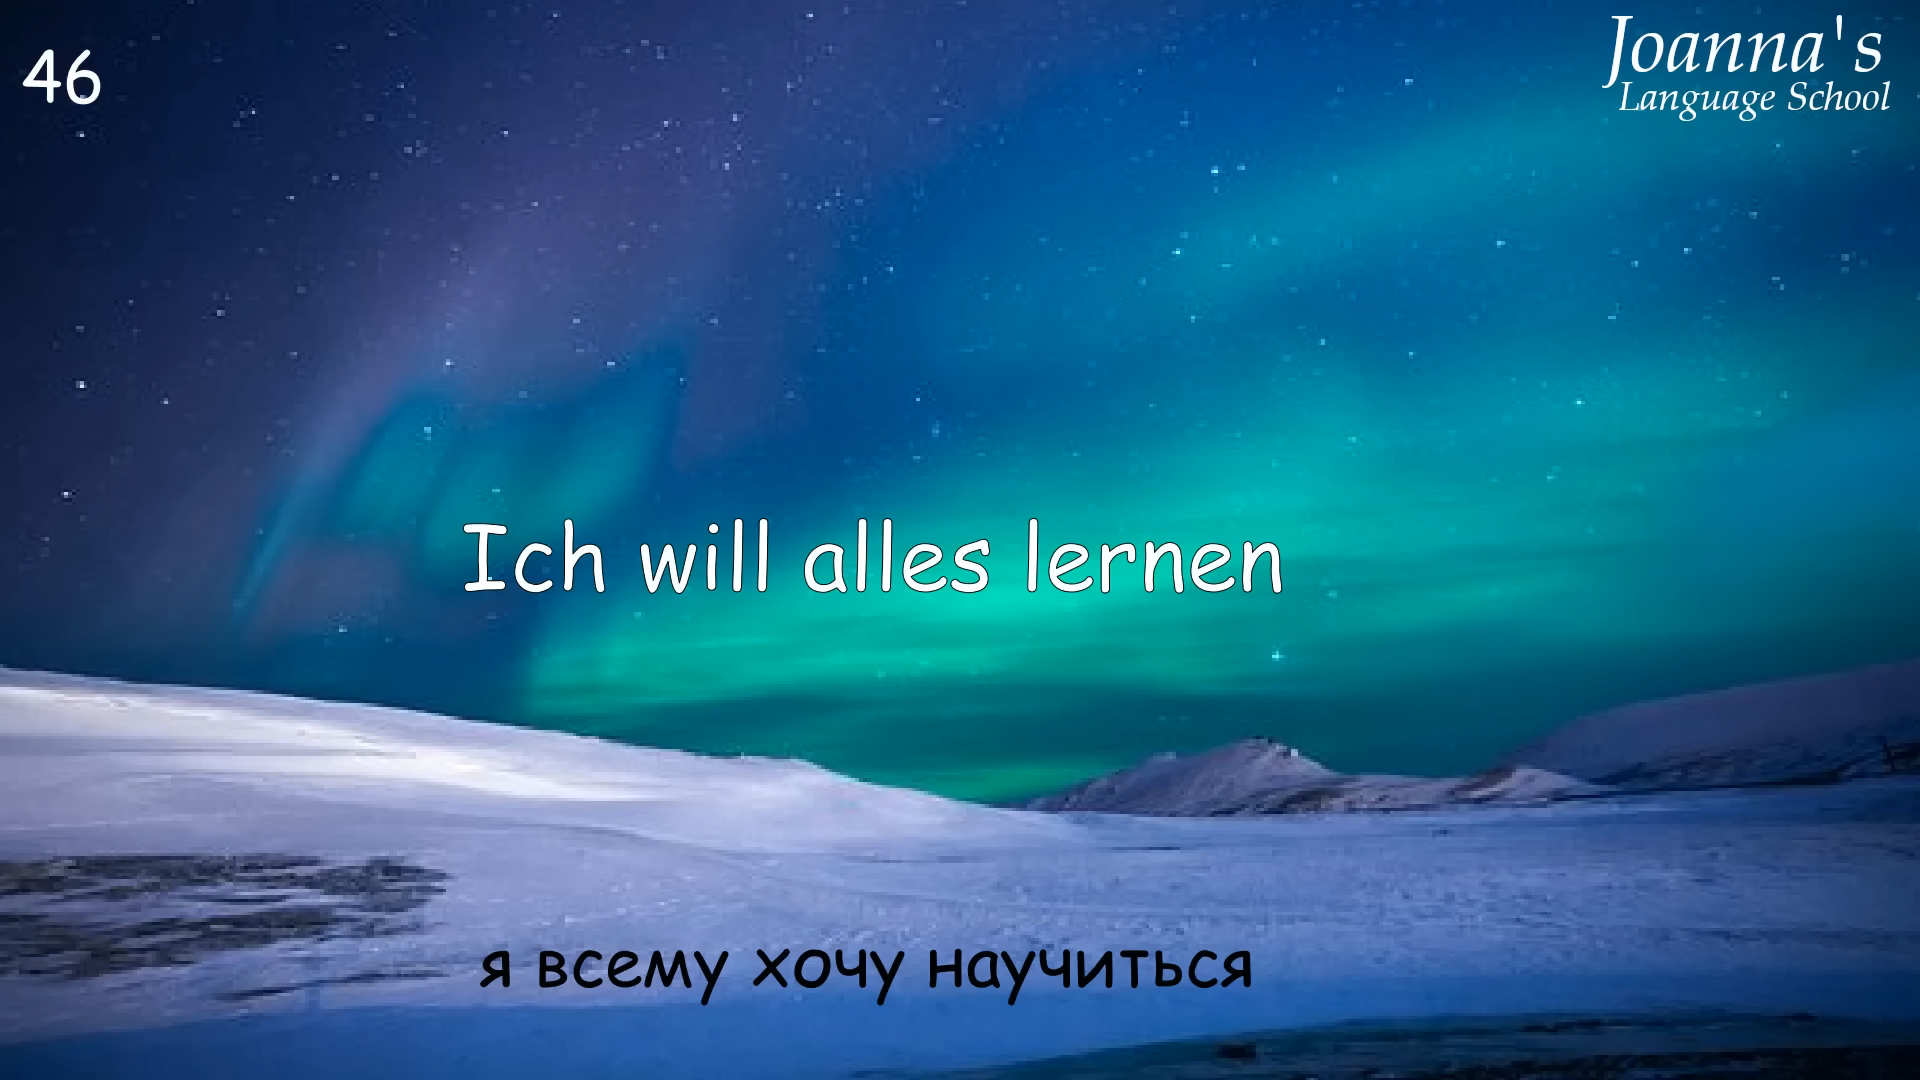 46
Joanna's
Language School
Ich will alles lernen
я всему хочу научиться